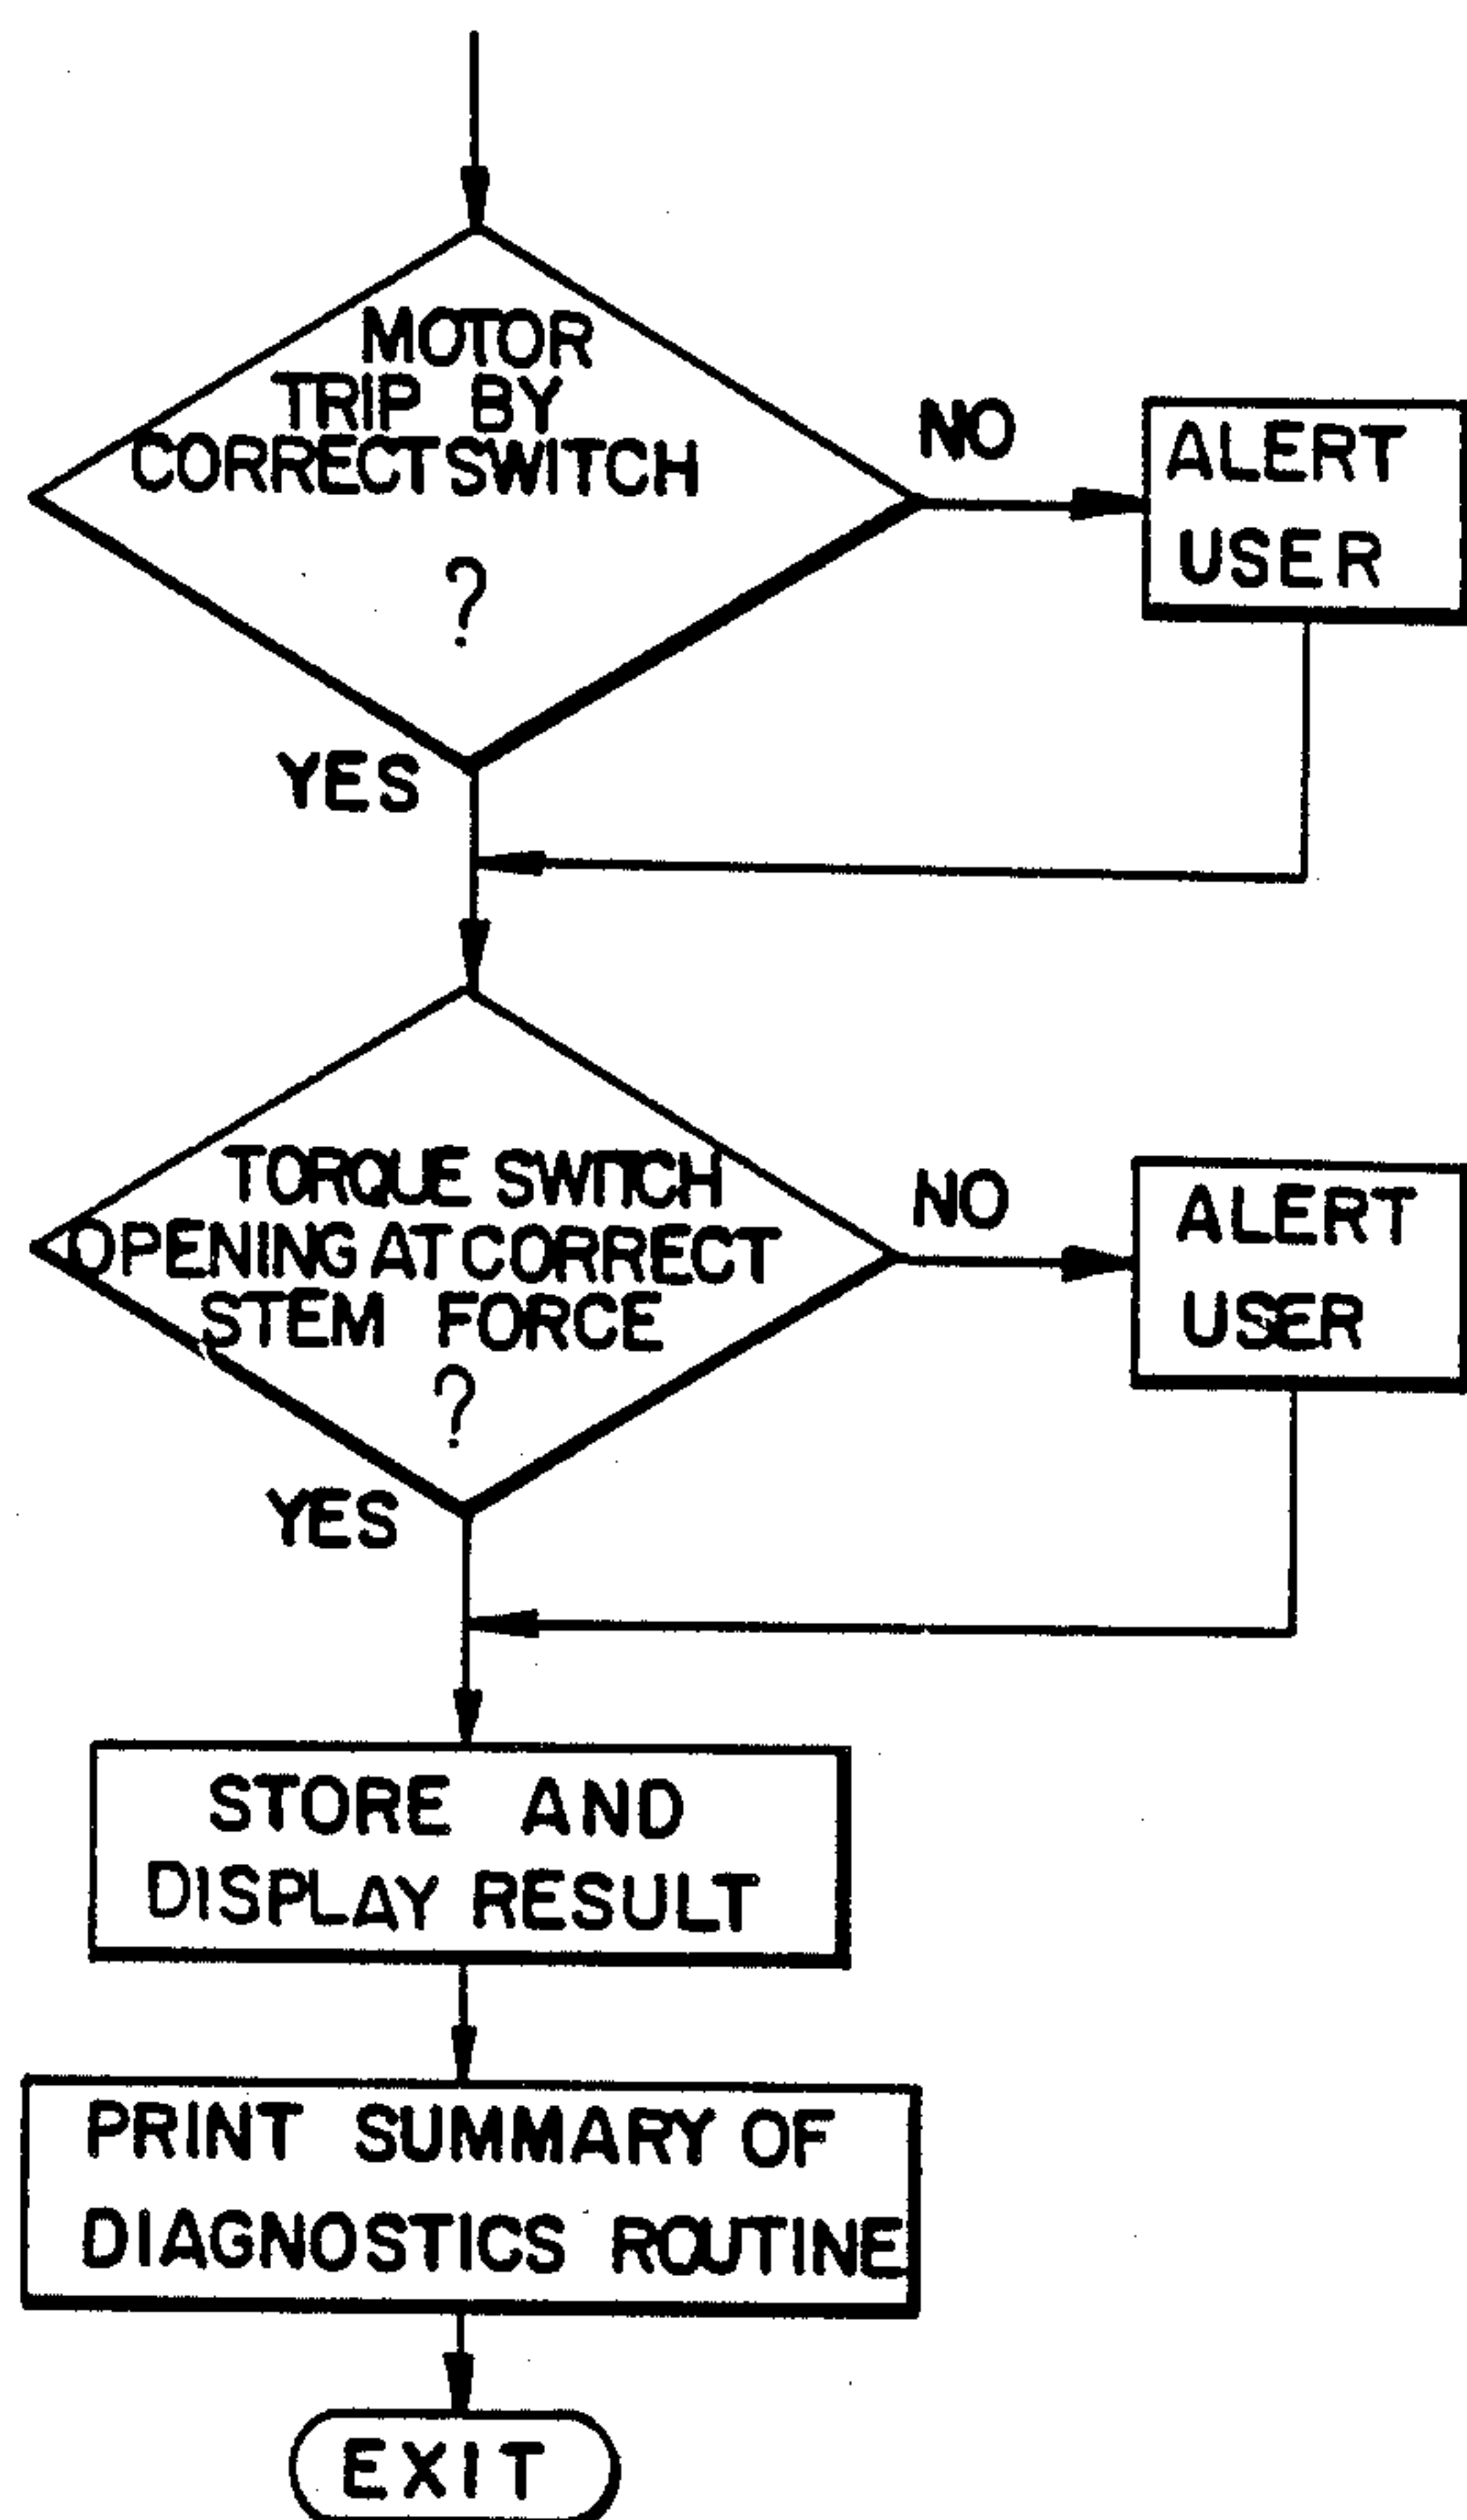 MOTOR
TRIP BY
CORRECT SWITCH
?
NO
ALERT
USER
YES
TORQUE SWITCH
OPENING AT CORRECT
STEM FORCE
?
NO
ALERT
USER
YES
STORE AND
DISPLAY RESULT
PRINT SUMMARY OF
DIAGNOSTICS ROUTINE
EXIT